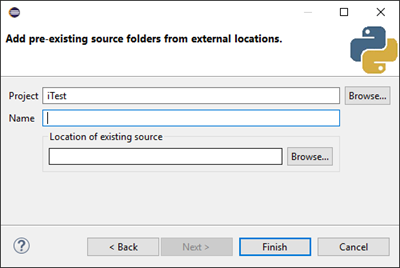 Add pre-existing source folders from external locations.
Project iTest Browse...
Name
Location of existing source
Browse...
? < Back Next > Finish Cancel